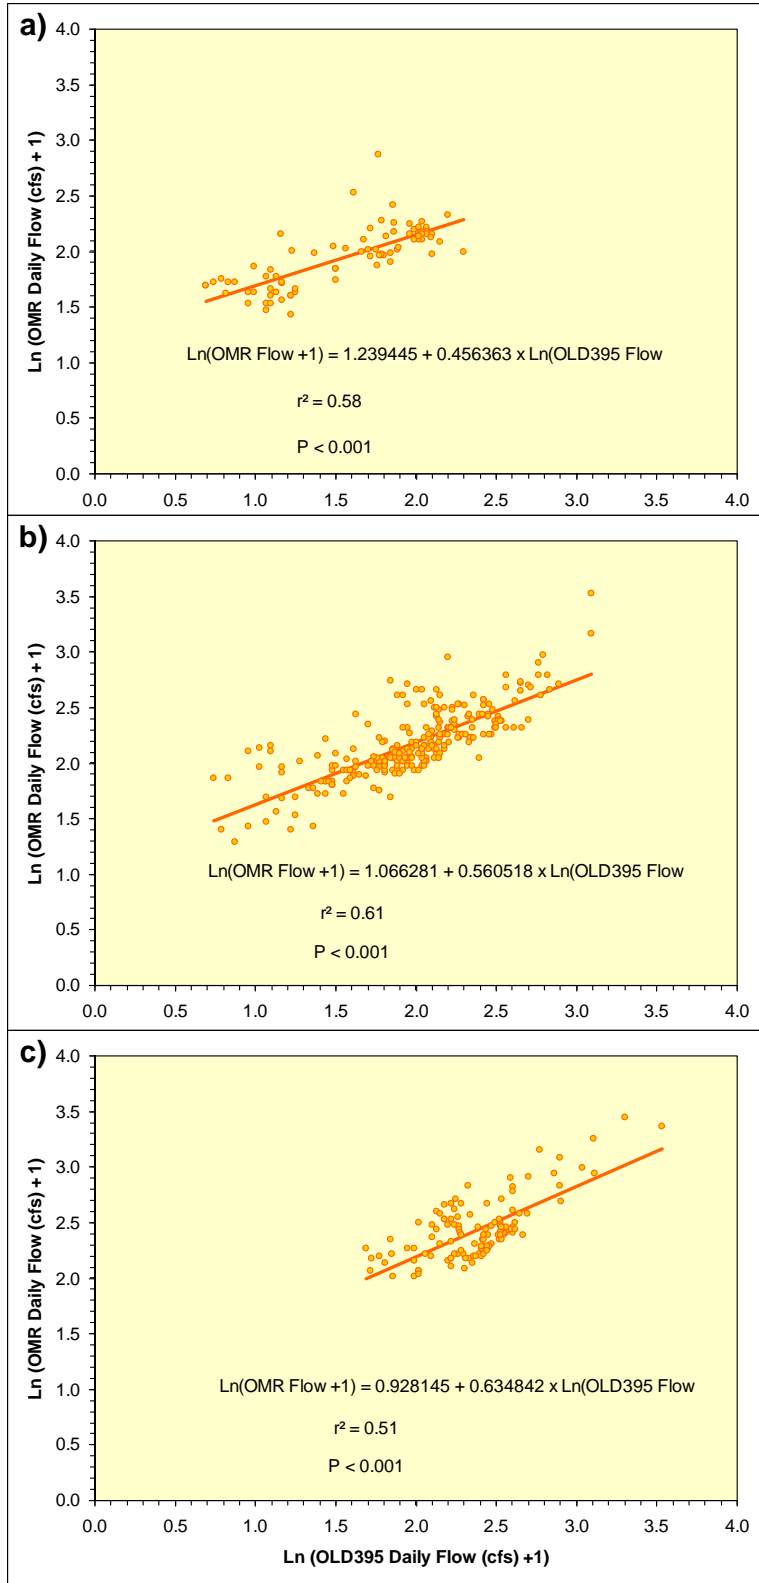 a)
4.0
3.5
3.0
2.5
2.0
1.5
1.0
0.5
0.0
Ln (OMR Daily Flow (cfs) + 1)
Ln(OMR Flow +1) = 1.239445 + 0.456363 x Ln(OLD395 Flow
r² = 0.58
P < 0.001
0.0 0.5 1.0 1.5 2.0 2.5 3.0 3.5 4.0
b)
4.0
3.5
3.0
2.5
2.0
1.5
1.0
0.5
0.0
Ln (OMR Daily Flow (cfs) + 1)
Ln(OMR Flow +1) = 1.066281 + 0.560518 x Ln(OLD395 Flow
r² = 0.61
P < 0.001
0.0 0.5 1.0 1.5 2.0 2.5 3.0 3.5 4.0
c)
4.0
3.5
3.0
2.5
2.0
1.5
1.0
0.5
0.0
Ln (OMR Daily Flow (cfs) + 1)
Ln(OMR Flow +1) = 0.928145 + 0.634842 x Ln(OLD395 Flow
r² = 0.51
P < 0.001
0.0 0.5 1.0 1.5 2.0 2.5 3.0 3.5 4.0
Ln (OLD395 Daily Flow (cfs) +1)